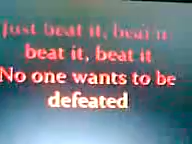 Just beat it, beat it
beat it, beat it
No one wants to be
defeated